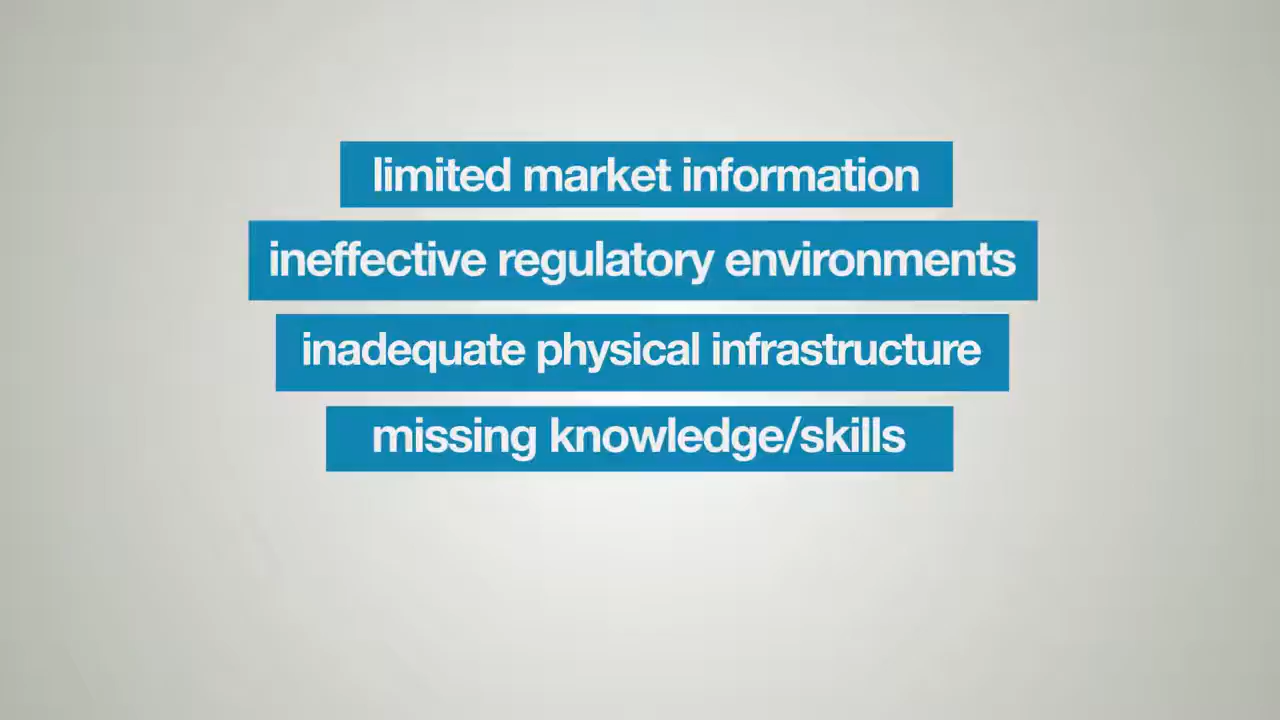 limited market information
ineffective regulatory environments
inadequate physical infrastructure
missing knowledge/skills